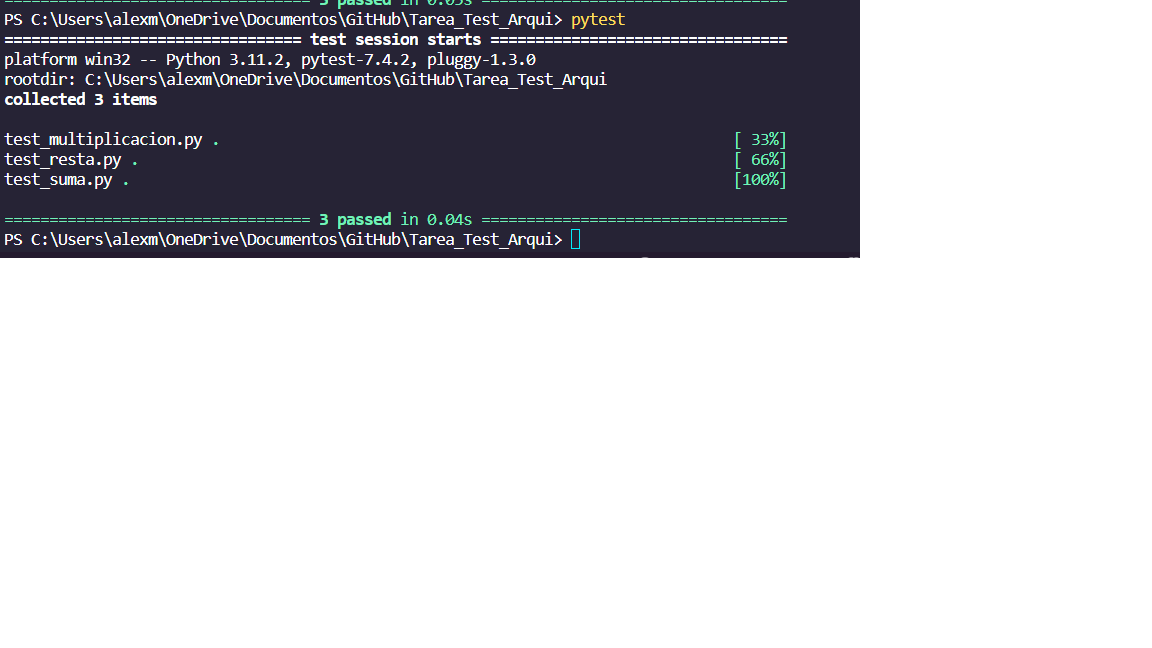 ================================== 3 passed in 0.05s ==================================
PS C:\Users\alexm\OneDrive\Documentos\GitHub\Tarea_Test_Arqui> pytest
================================= test session starts =================================
platform win32 -- Python 3.11.2, pytest-7.4.2, pluggy-1.3.0
rootdir: C:\Users\alexm\OneDrive\Documentos\GitHub\Tarea_Test_Arqui
collected 3 items
test_multiplicacion.py . [ 33%]
test_resta.py . [ 66%]
test_suma.py . [100%]
================================== 3 passed in 0.04s ==================================
PS C:\Users\alexm\OneDrive\Documentos\GitHub\Tarea_Test_Arqui>